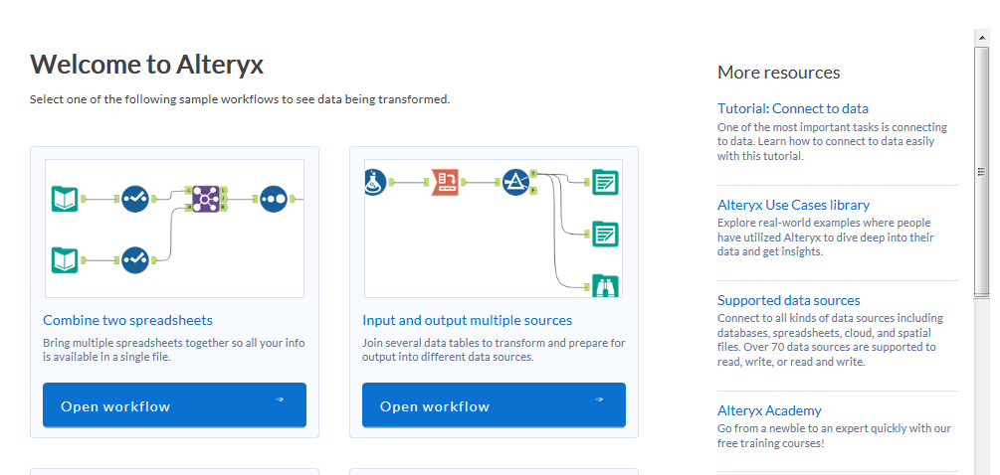 Welcome to Alteryx
Select one of the following sample workflows to see data being transformed.
Combine two spreadsheets
Bring multiple spreadsheets together so all your info
is available in a single file.
Open workflow
Input and output multiple sources
Join several data tables to transform and prepare for
output into different data sources.
Open workflow
More resources
Tutorial: Connect to data
One of the most important tasks is connecting
to data. Learn how to connect to data easily
with this tutorial.
Alteryx Use Cases library
Explore real-world examples where people
have utilized Alteryx to dive deep into their
data and get insights.
Supported data sources
Connect to all kinds of data sources including
databases, spreadsheets, cloud, and spatial
files. Over 70 data sources are supported to
read, write, or read and write.
Alteryx Academy
Go from a newbie to an expert quickly with our
free training courses!